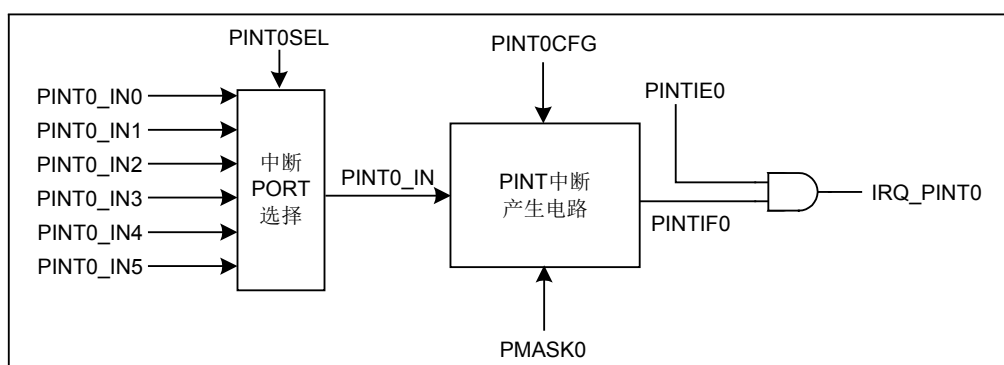 PINT0SEL
PINT0CFG
PINTIE0
PINT0_IN0
PINT0_IN1
PINT0_IN2
PINT0_IN3
PINT0_IN4
PINT0_IN5
中断
PORT
选择
PINT0_IN
PINT中断
产生电路
PINTIF0
IRQ_PINT0
PMASK0